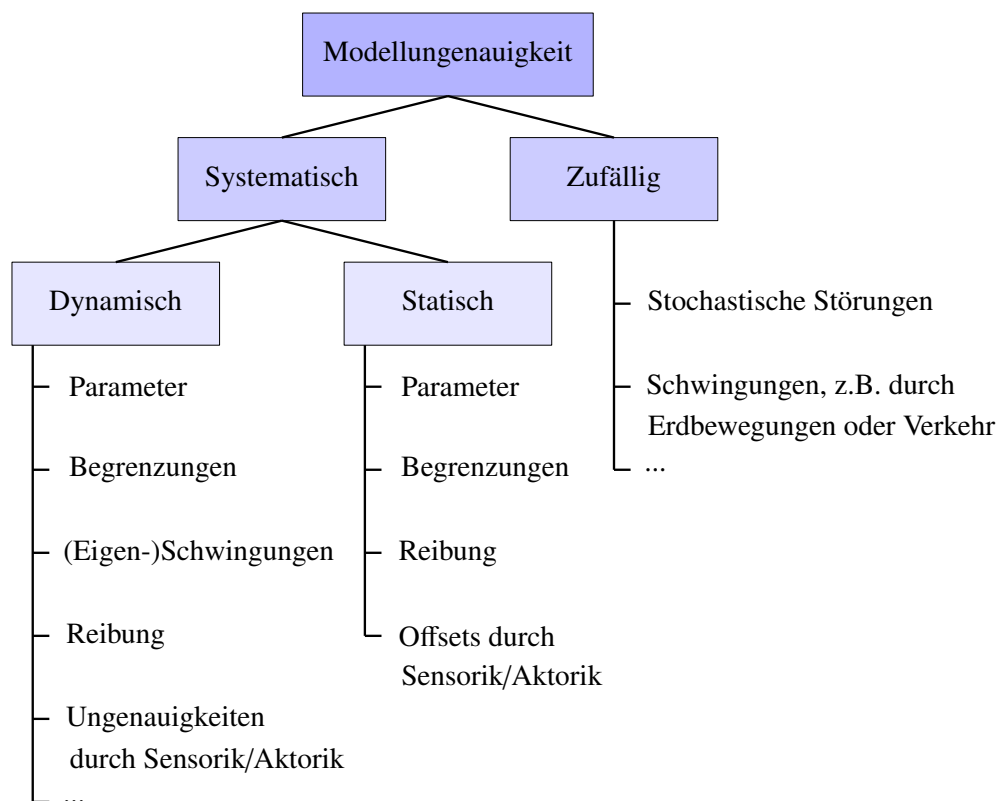 Modellungenauigkeit
Systematisch
Zufällig
Dynamisch
Statisch
Stochastische Störungen
Parameter
Parameter
Schwingungen, z.B. durch
Erdbewegungen oder Verkehr
Begrenzungen
Begrenzungen
...
(Eigen-)Schwingungen
Reibung
Reibung
Offsets durch
Sensorik/Aktorik
Ungenauigkeiten
durch Sensorik/Aktorik
...